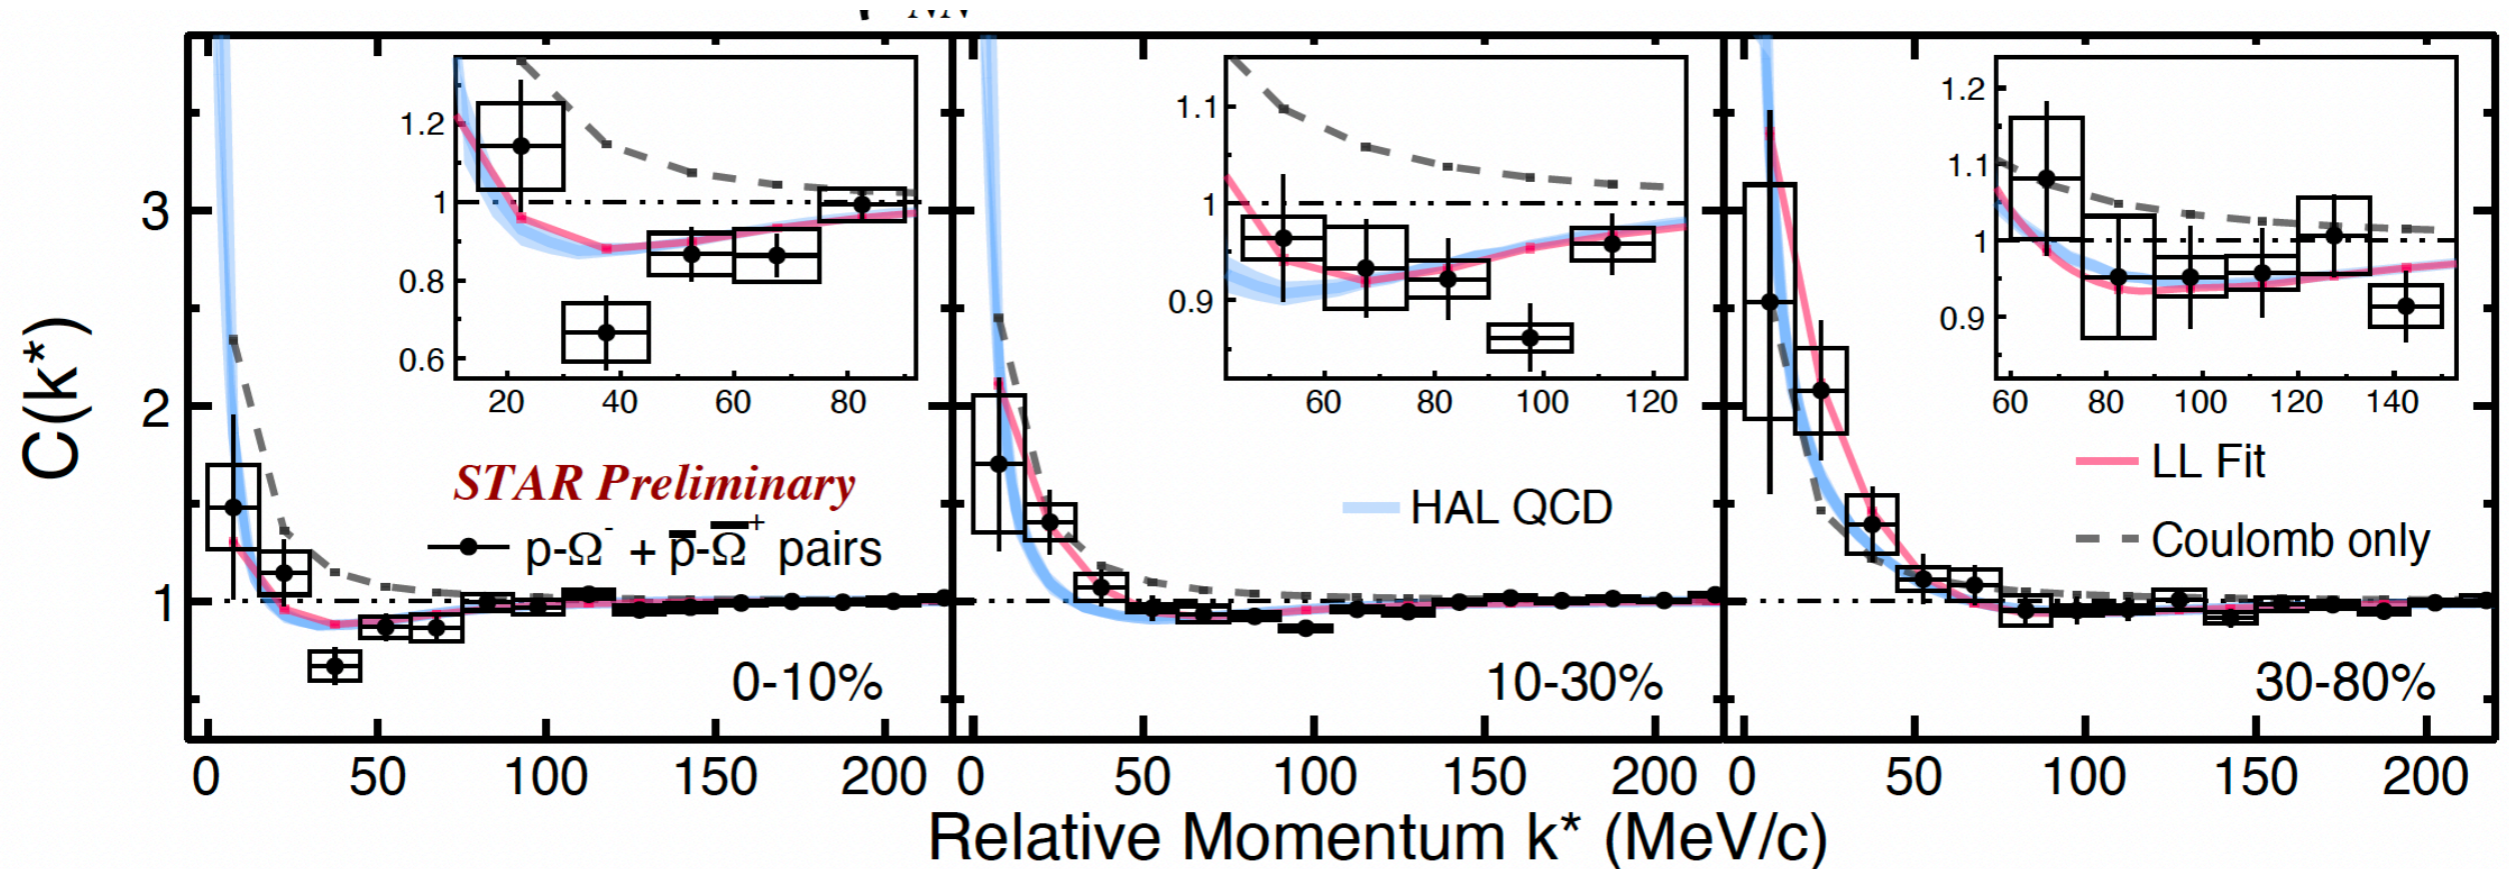 NN
1.2
1
0.8
0.6
20 40 60 80
1.1
1
0.9
60 80 100 120
1.2
1.1
1
0.9
60 80 100 120 140
3
2
1
C(k*)
STAR Preliminary
p-Ω⁻ + p̅-Ω̅⁺ pairs
HAL QCD
LL Fit
Coulomb only
0-10%
10-30%
30-80%
0 50 100 150 200
0 50 100 150 200
0 50 100 150 200
Relative Momentum k* (MeV/c)